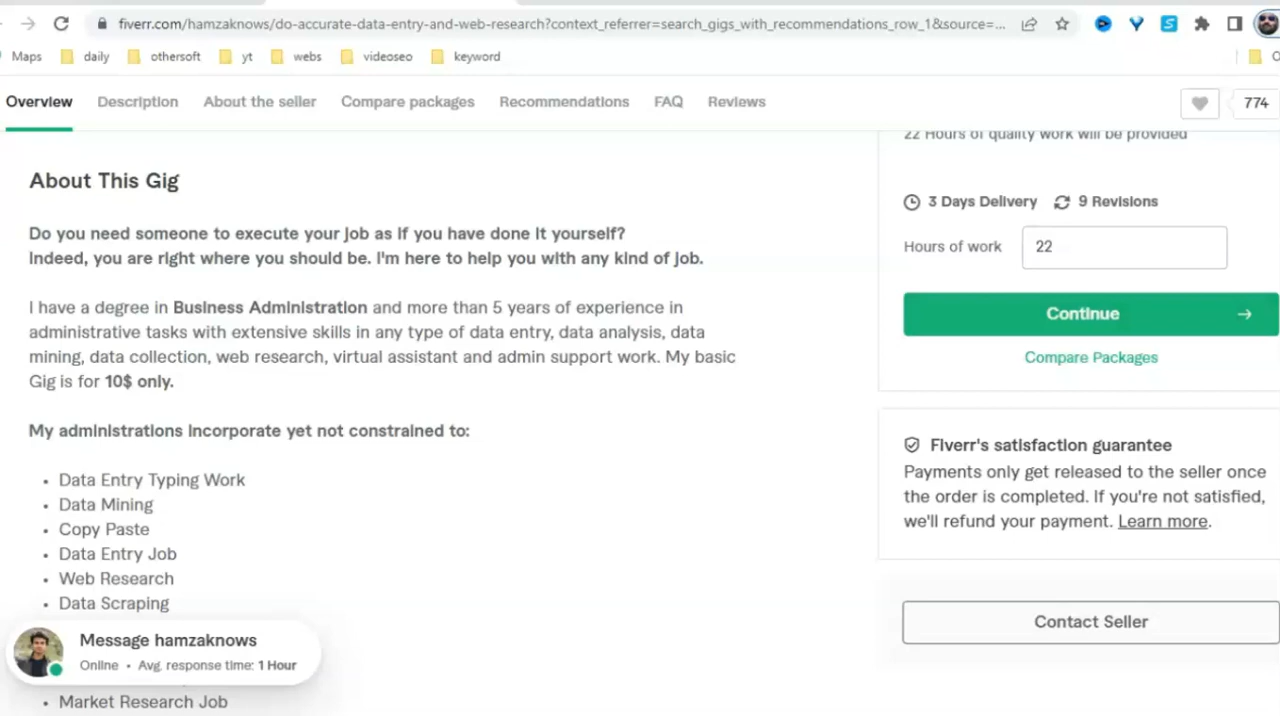 fiverr.com/hamzaknows/do-accurate-data-entry-and-web-research?context_referrer=search_gigs_with_recommendations_row_1&source=...
Maps daily othersoft yt webs videoseo keyword
Overview Description About the seller Compare packages Recommendations FAQ Reviews 774
22 Hours of quality work will be provided
About This Gig
3 Days Delivery 9 Revisions
Do you need someone to execute your job as if you have done it yourself?
Hours of work 22
Indeed, you are right where you should be. I'm here to help you with any kind of job.
I have a degree in Business Administration and more than 5 years of experience in
administrative tasks with extensive skills in any type of data entry, data analysis, data
mining, data collection, web research, virtual assistant and admin support work. My basic
Gig is for 10$ only.
Continue
Compare Packages
My administrations incorporate yet not constrained to:
Fiverr's satisfaction guarantee
Payments only get released to the seller once
the order is completed. If you're not satisfied,
we'll refund your payment. Learn more.
• Data Entry Typing Work
• Data Mining
• Copy Paste
• Data Entry Job
• Web Research
• Data Scraping
Contact Seller
Message hamzaknows
Online • Avg. response time: 1 Hour
• Market Research Job